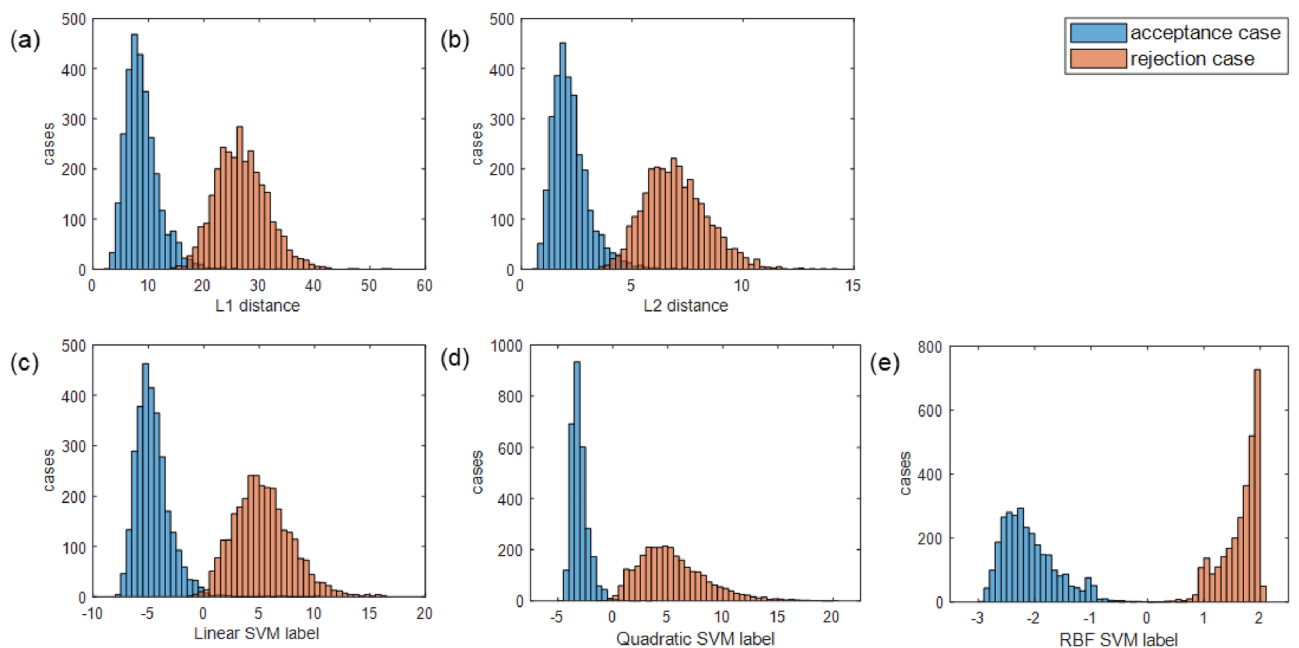 (a)
500
400
300
200
100
0
cases
0 10 20 30 40 50 60
L1 distance
(b)
500
400
300
200
100
0
cases
5 10 15
L2 distance
acceptance case
rejection case
(c)
500
400
300
200
100
0
cases
-10 -5 0 5 10 15 20
Linear SVM label
(d)
1000
800
600
400
200
0
cases
-5 0 5 10 15 20
Quadratic SVM label
(e)
800
600
400
200
0
cases
-3 -2 -1 0 1 2
RBF SVM label